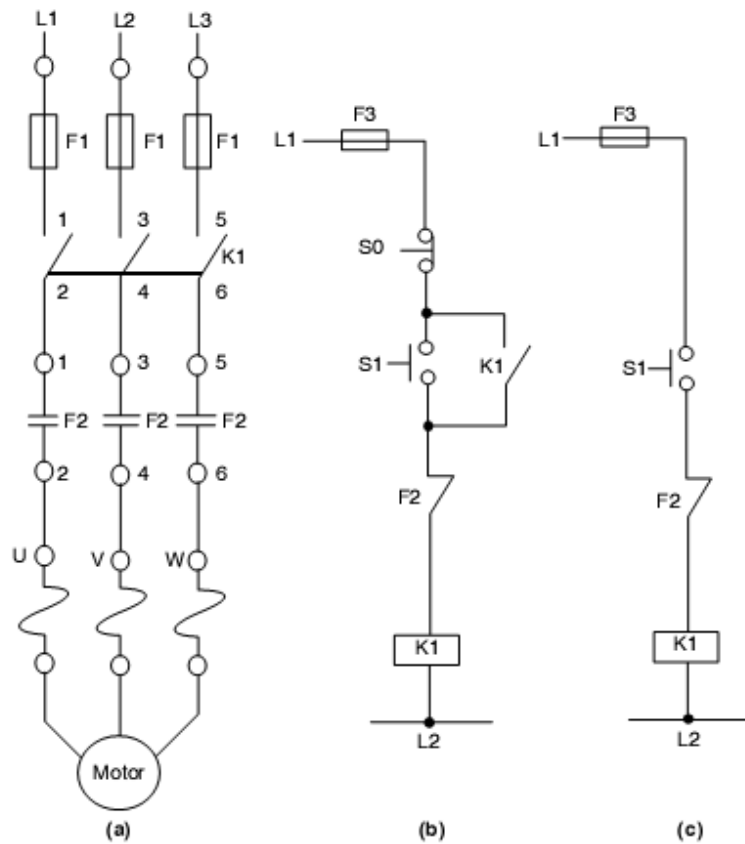 L1 L2 L3
F1 F1 F1
1 3 5
K1
2 4 6
1 3 5
F2 F2 F2
2 4 6
U V W
Motor
(a)
F3
L1
S0
S1 K1
F2
K1
L2
(b)
F3
L1
S1
F2
K1
L2
(c)